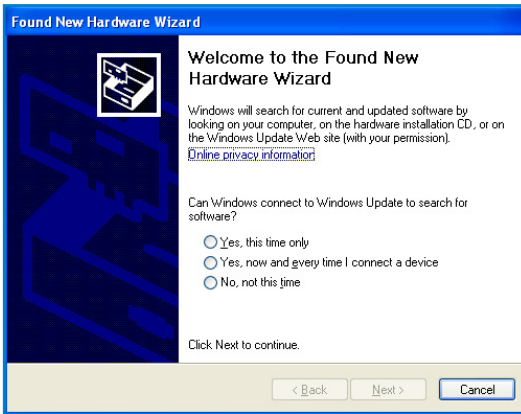 Found New Hardware Wizard
Welcome to the Found New
Hardware Wizard
Windows will search for current and updated software by
looking on your computer, on the hardware installation CD, or on
the Windows Update Web site (with your permission).
Online privacy information
Can Windows connect to Windows Update to search for
software?
Yes, this time only
Yes, now and every time I connect a device
No, not this time
Click Next to continue.
< Back Next > Cancel